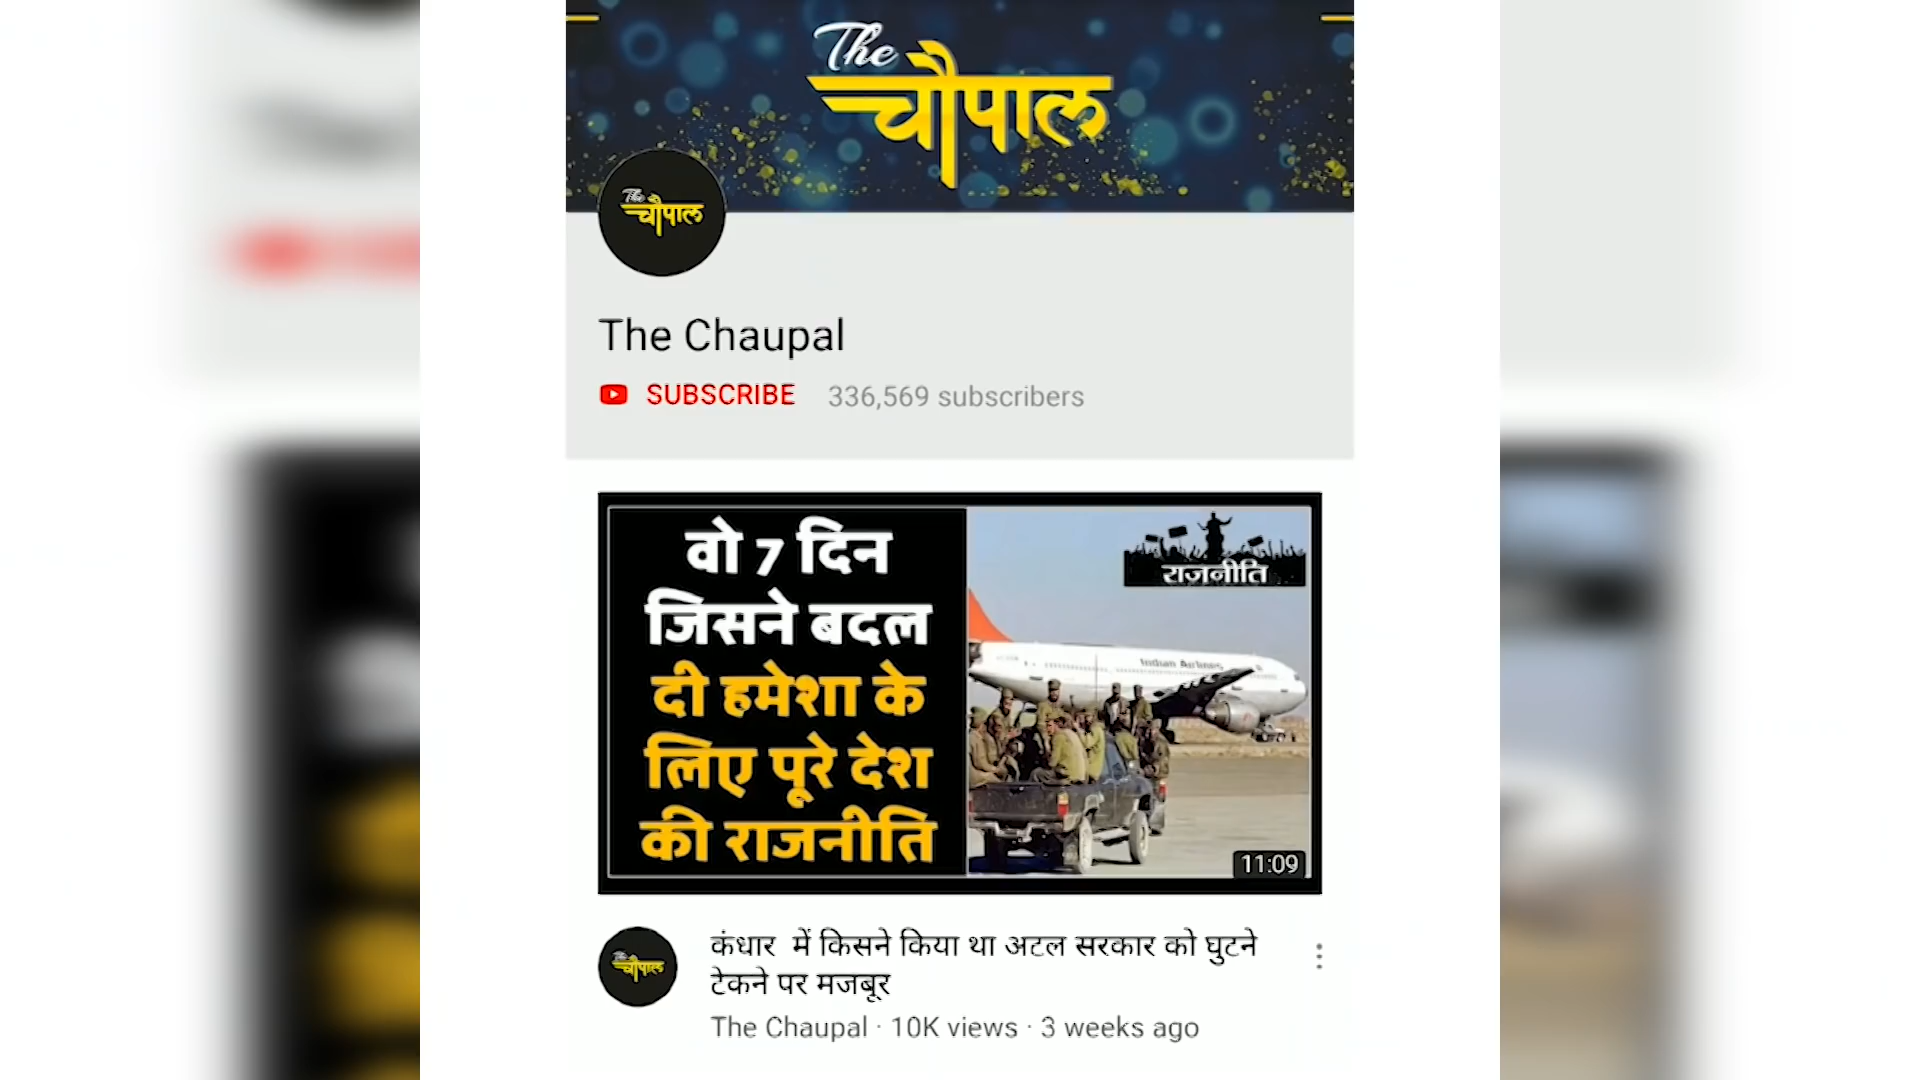 The
चौपाल
The
चौपाल
The Chaupal
SUBSCRIBE 336,569 subscribers
वो 7 दिन
जिसने बदल
दी हमेशा के
लिए पूरे देश
की राजनीति
राजनीति
Indian Airlines
11:09
The
चौपाल
कंधार में किसने किया था अटल सरकार को घुटने
टेकने पर मजबूर
The Chaupal · 10K views · 3 weeks ago